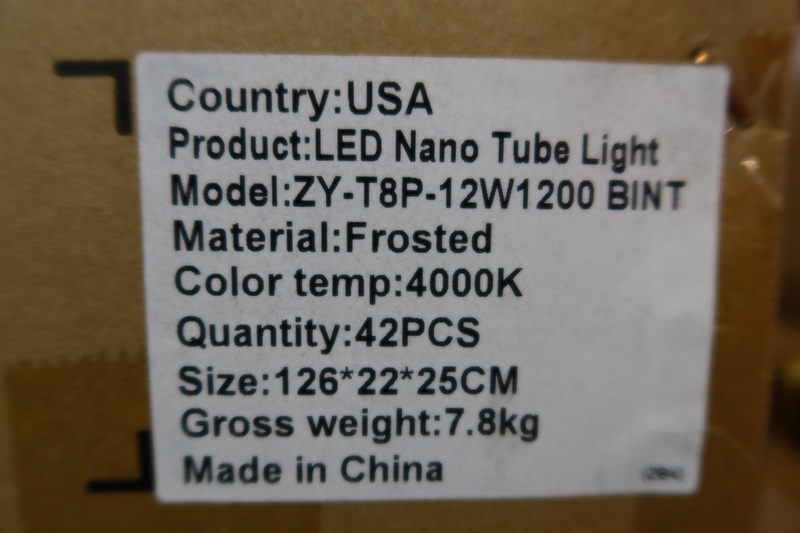 Country:USA
Product:LED Nano Tube Light
Model:ZY-T8P-12W1200 BINT
Material:Frosted
Color temp:4000K
Quantity:42PCS
Size:126*22*25CM
Gross weight:7.8kg
Made in China